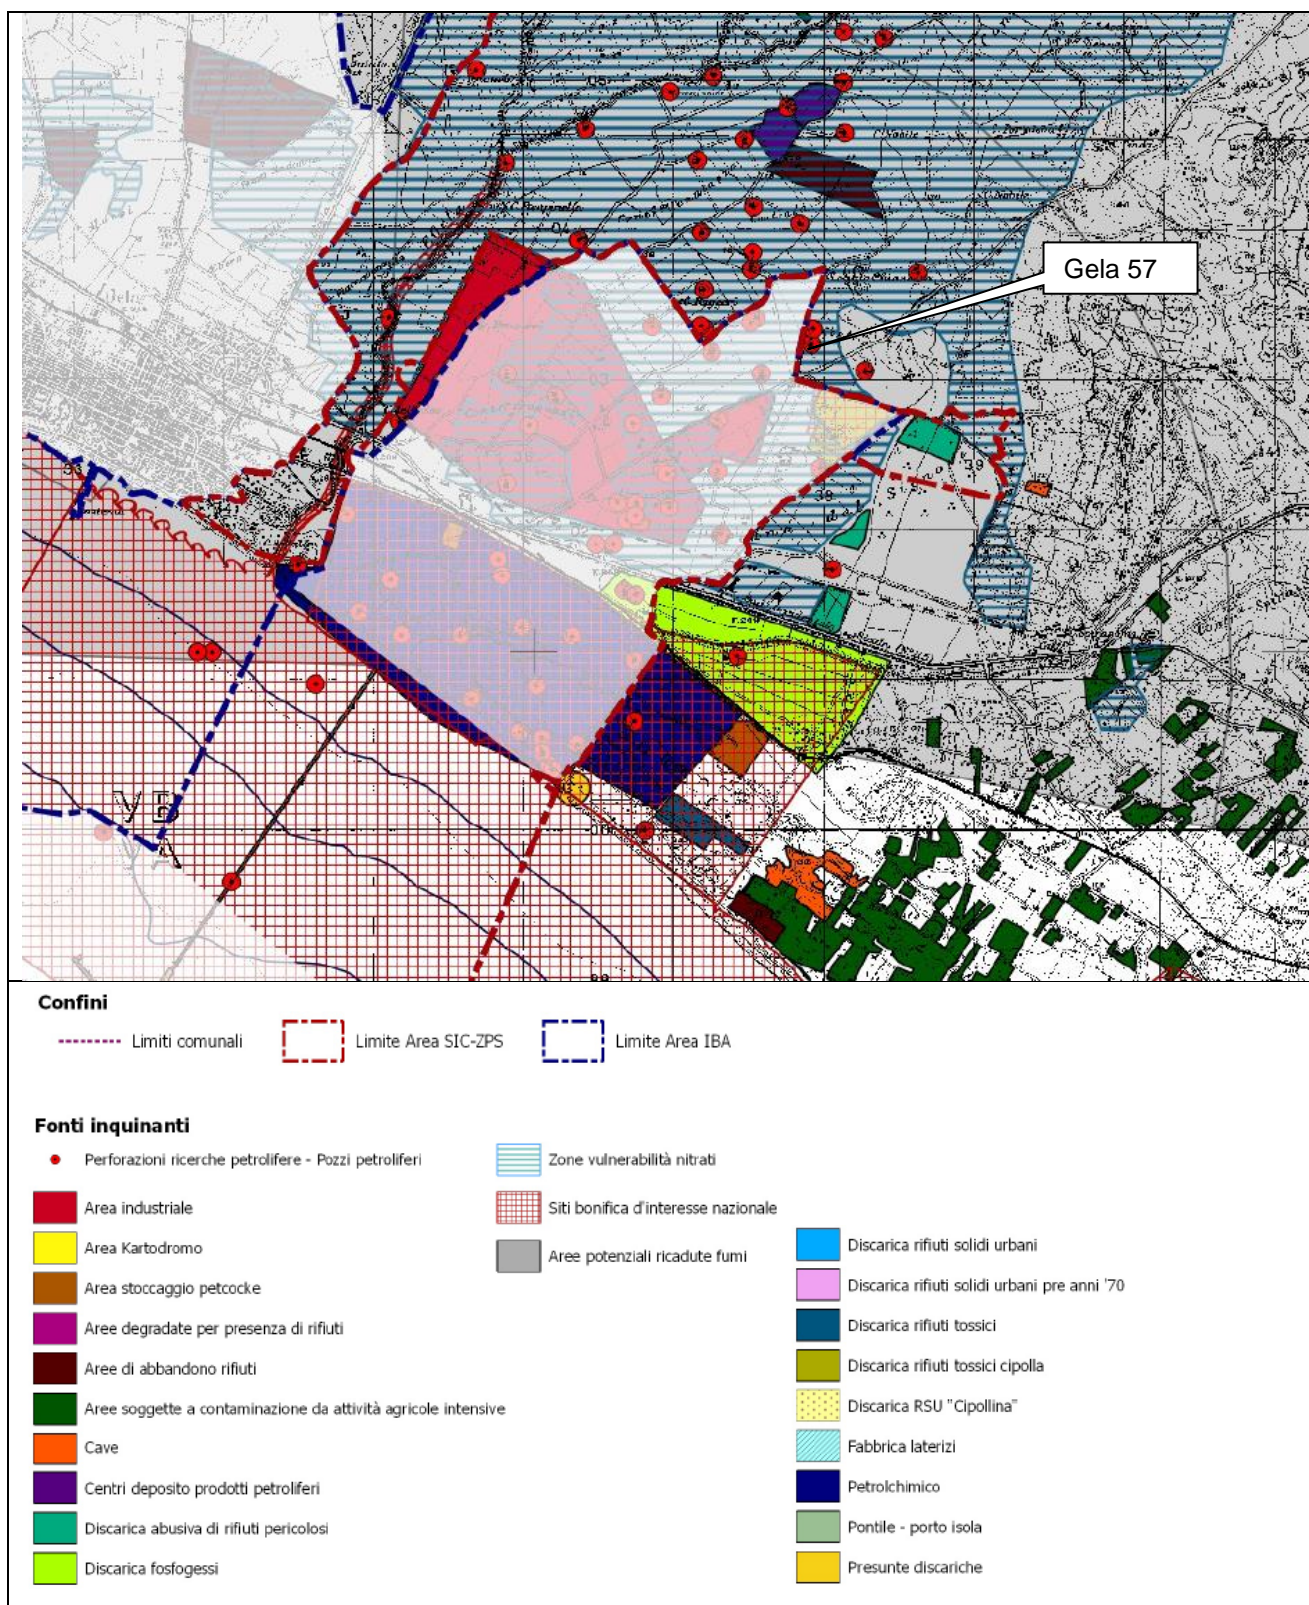 Gela 57
Confini
Limiti comunali
Limite Area SIC-ZPS
Limite Area IBA
Fonti inquinanti
Perforazioni ricerche petrolifere - Pozzi petroliferi
Area industriale
Area Kartodromo
Area stoccaggio petcocke
Aree degradate per presenza di rifiuti
Aree di abbandono rifiuti
Aree soggette a contaminazione da attività agricole intensive
Cave
Centri deposito prodotti petroliferi
Discarica abusiva di rifiuti pericolosi
Discarica fosfogessi
Zone vulnerabilità nitrati
Siti bonifica d'interesse nazionale
Aree potenziali ricadute fumi
Discarica rifiuti solidi urbani
Discarica rifiuti solidi urbani pre anni '70
Discarica rifiuti tossici
Discarica rifiuti tossici cipolla
Discarica RSU "Cipollina"
Fabbrica laterizi
Petrolchimico
Pontile - porto isola
Presunte discariche